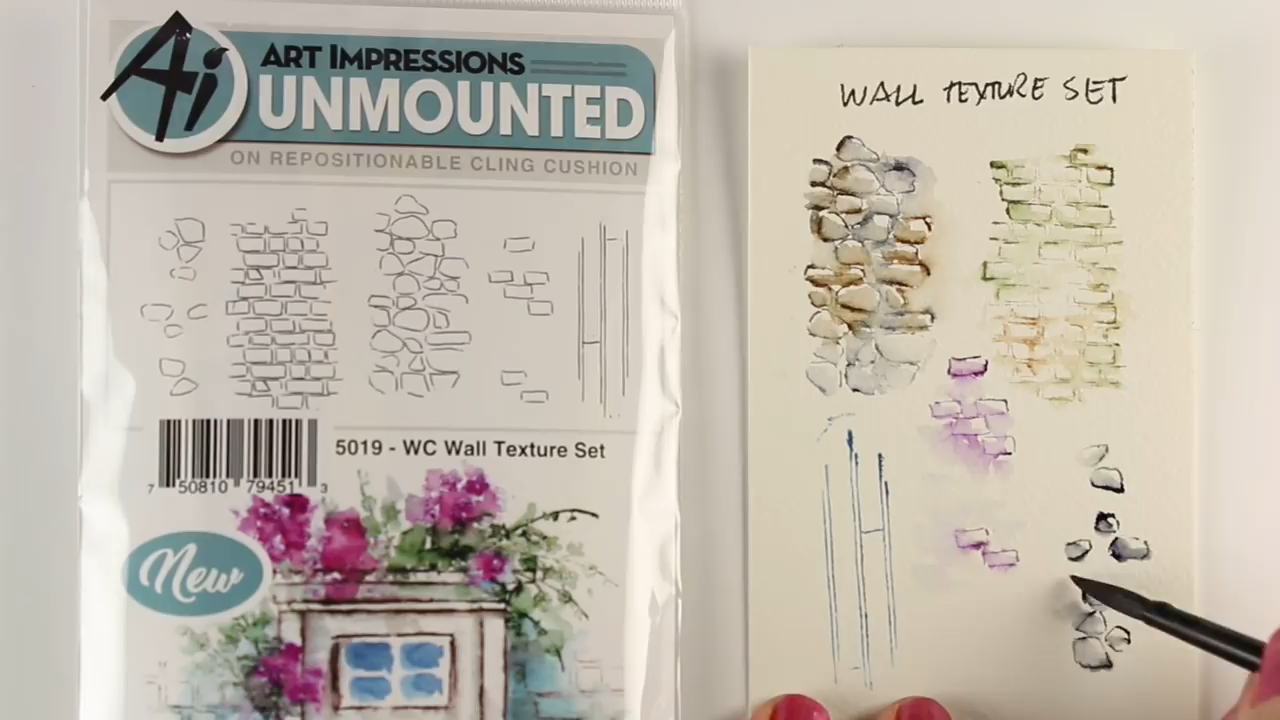 Ai
ART IMPRESSIONS
UNMOUNTED
ON REPOSITIONABLE CLING CUSHION
7 50810 79451 3
5019 - WC Wall Texture Set
New
WALL TEXTURE SET